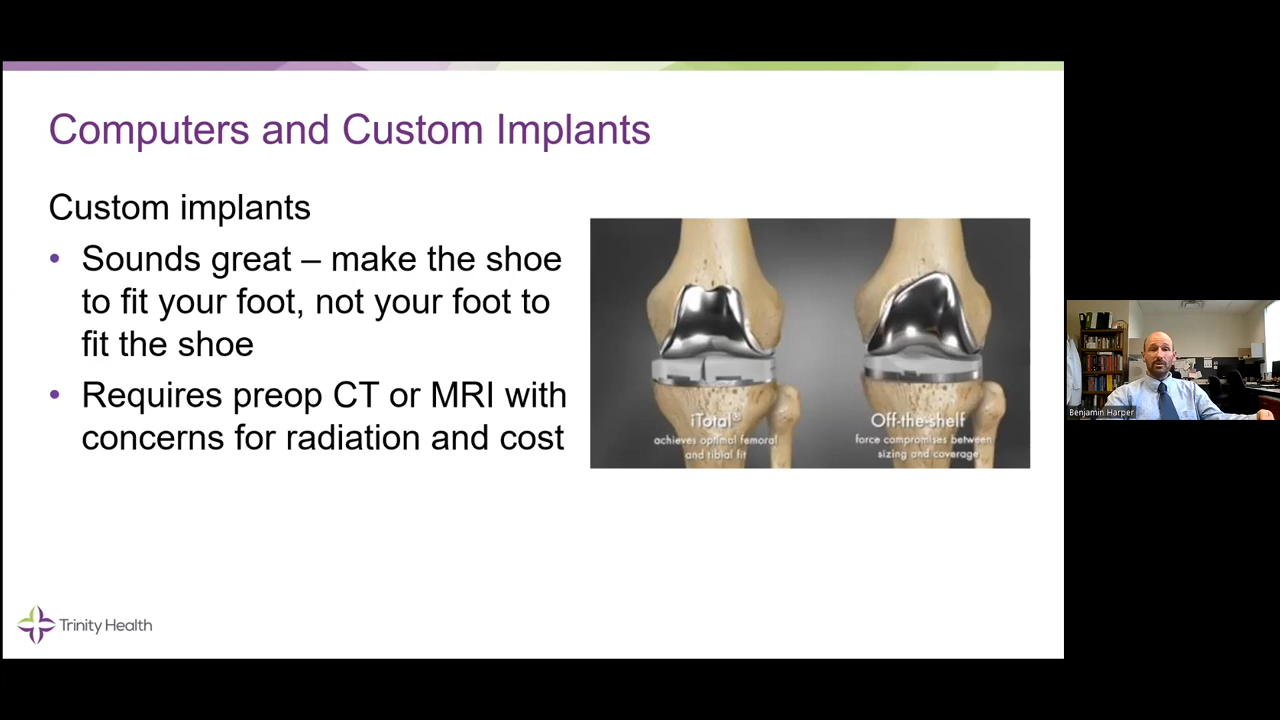 Computers and Custom Implants
Custom implants
• Sounds great – make the shoe
to fit your foot, not your foot to
fit the shoe
• Requires preop CT or MRI with
concerns for radiation and cost
iTotal®
achieves optimal femoral
and tibial fit
Off-the-shelf
force compromises between
sizing and coverage
Benjamin Harper
Trinity Health